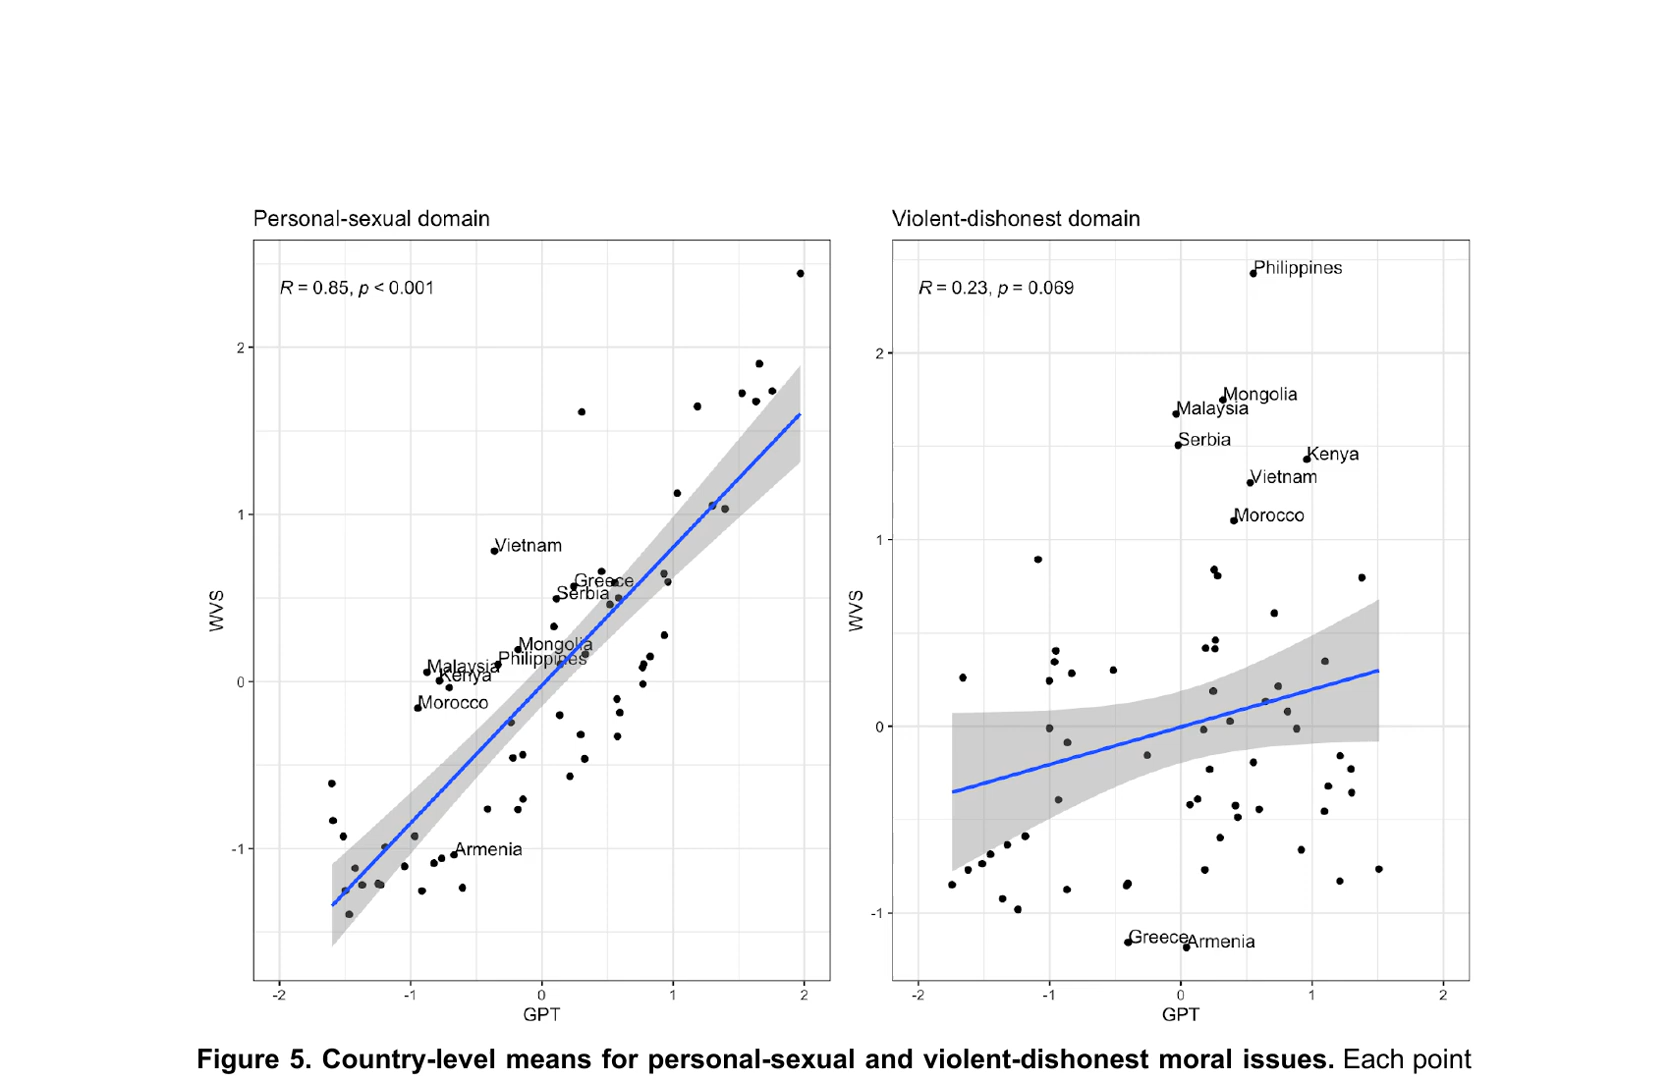 Personal-sexual domain
R = 0.85, p < 0.001
2
1
0
-1
WVS
Vietnam
Greece
Serbia
Mongolia
Philippines
Malaysia
Kenya
Morocco
Armenia
-2 -1 0 1 2
GPT
Violent-dishonest domain
R = 0.23, p = 0.069
2
1
0
-1
WVS
Philippines
Mongolia
Malaysia
Serbia
Kenya
Vietnam
Morocco
Greece
Armenia
-2 -1 0 1 2
GPT
Figure 5. Country-level means for personal-sexual and violent-dishonest moral issues. Each point